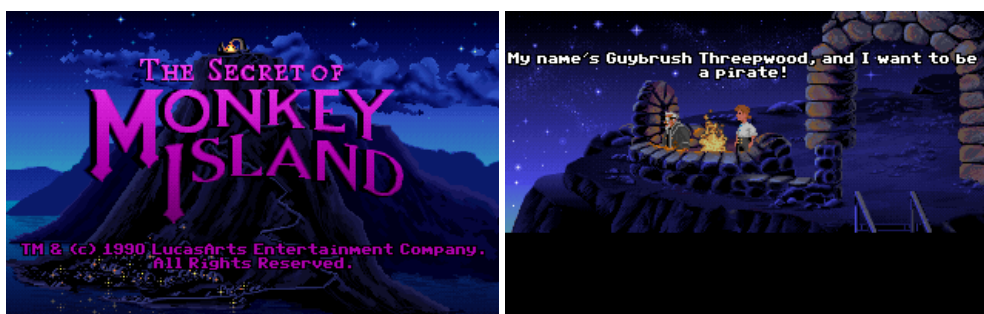 The Secret of
Monkey
Island
TM & (c) 1990 LucasArts Entertainment Company.
All Rights Reserved.
My name's Guybrush Threepwood, and I want to be
a pirate!